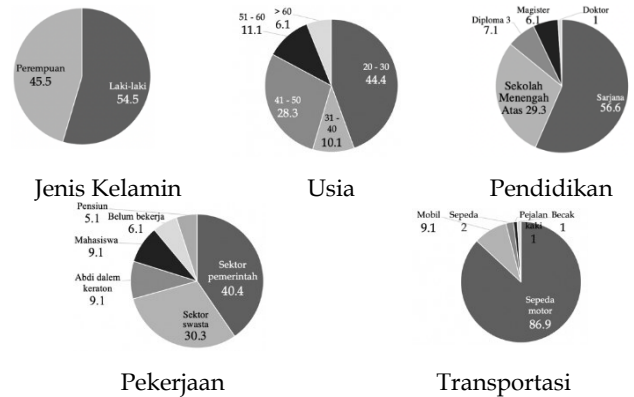 Perempuan
45.5
Laki-laki
54.5
Jenis Kelamin
51 - 60
11.1
> 60
6.1
20 - 30
44.4
41 - 50
28.3
31 -
40
10.1
Usia
Diploma 3
7.1
Magister
6.1
Doktor
1
Sekolah
Menengah
Atas 29.3
Sarjana
56.6
Pendidikan
Pensiun
5.1
Belum bekerja
6.1
Mahasiswa
9.1
Abdi dalem
keraton
9.1
Sektor
pemerintah
40.4
Sektor
swasta
30.3
Pekerjaan
Mobil
9.1
Sepeda
2
Pejalan
kaki
1
Becak
1
Sepeda
motor
86.9
Transportasi